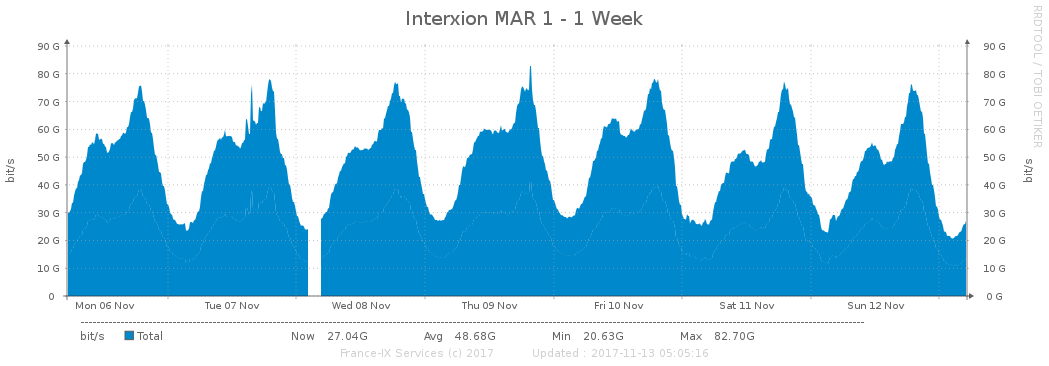 Interxion MAR 1 - 1 Week
RRDTOOL / TOBI OETIKER
90 G 90 G
80 G 80 G
70 G 70 G
60 G 60 G
50 G 50 G
40 G 40 G
30 G 30 G
20 G 20 G
10 G 10 G
0 0 G
bit/s
bit/s
Mon 06 Nov Tue 07 Nov Wed 08 Nov Thu 09 Nov Fri 10 Nov Sat 11 Nov Sun 12 Nov
bit/s Total Now 27.04G Avg 48.68G Min 20.63G Max 82.70G
France-IX Services (c) 2017 Updated : 2017-11-13 05:05:16